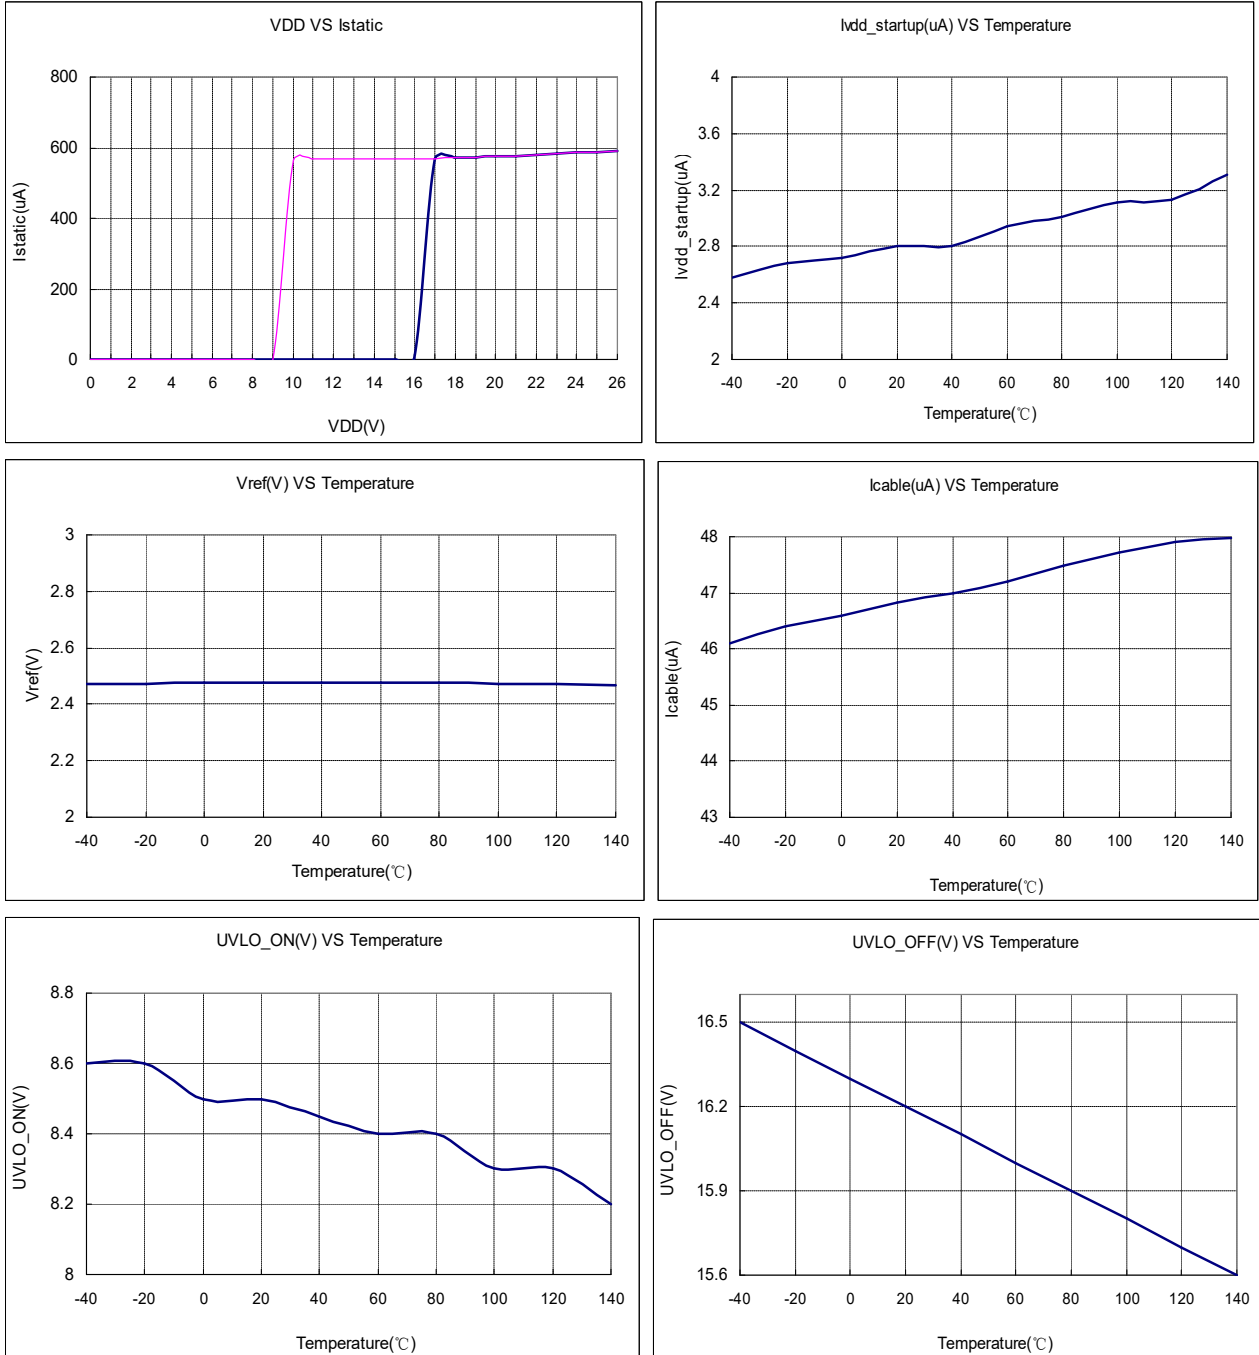 VDD VS Istatic
800
600
400
200
0
Istatic(uA)
0 2 4 6 8 10 12 14 16 18 20 22 24 26
VDD(V)
Ivdd_startup(uA) VS Temperature
4
3.6
3.2
2.8
2.4
2
Ivdd_startup(uA)
-40 -20 0 20 40 60 80 100 120 140
Temperature(℃)
Vref(V) VS Temperature
3
2.8
2.6
2.4
2.2
2
Vref(V)
-40 -20 0 20 40 60 80 100 120 140
Temperature(℃)
Icable(uA) VS Temperature
48
47
46
45
44
43
Icable(uA)
-40 -20 0 20 40 60 80 100 120 140
Temperature(℃)
UVLO_ON(V) VS Temperature
8.8
8.6
8.4
8.2
8
UVLO_ON(V)
-40 -20 0 20 40 60 80 100 120 140
Temperature(℃)
UVLO_OFF(V) VS Temperature
16.5
16.2
15.9
15.6
UVLO_OFF(V)
-40 -20 0 20 40 60 80 100 120 140
Temperature(℃)